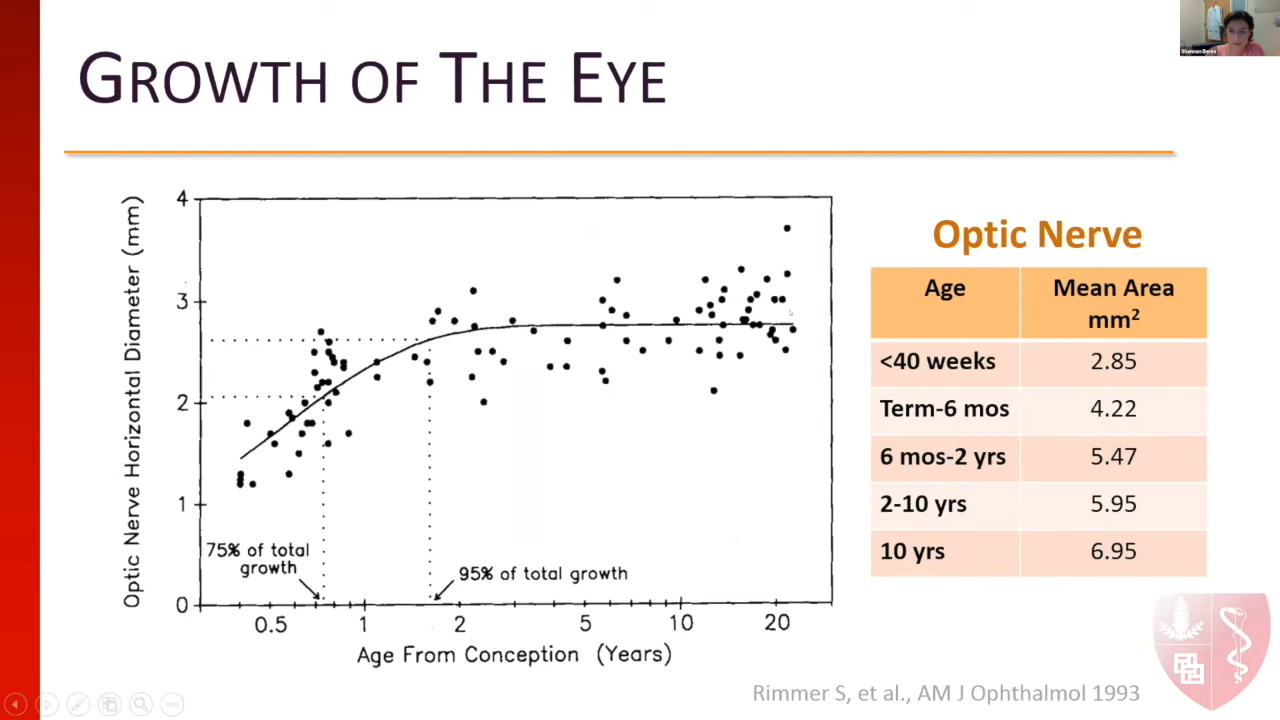 Shannon Beres
GROWTH OF THE EYE
Optic Nerve Horizontal Diameter (mm)
4
3
2
1
0
75% of total
growth
95% of total growth
0.5 1 2 5 10 20
Age From Conception (Years)
Optic Nerve
Age Mean Area
mm²
<40 weeks 2.85
Term-6 mos 4.22
6 mos-2 yrs 5.47
2-10 yrs 5.95
10 yrs 6.95
Rimmer S, et al., AM J Ophthalmol 1993